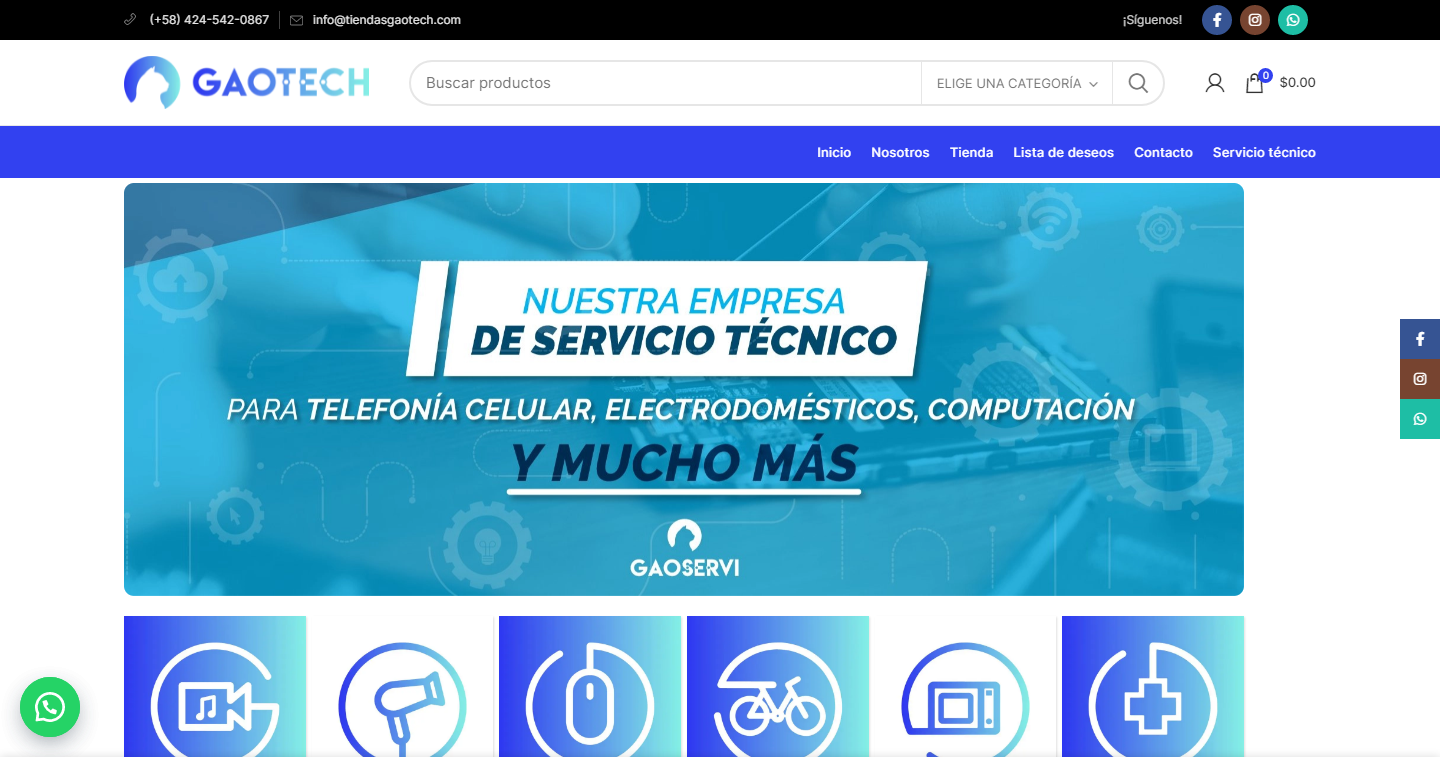 (+58) 424-542-0867
info@tiendasgaotech.com
¡Síguenos!
GAOTECH
Buscar productos
ELIGE UNA CATEGORÍA
0
$0.00
Inicio
Nosotros
Tienda
Lista de deseos
Contacto
Servicio técnico
NUESTRA EMPRESA
DE SERVICIO TÉCNICO
PARA TELEFONÍA CELULAR, ELECTRODOMÉSTICOS, COMPUTACIÓN
Y MUCHO MÁS
GAOSERVI